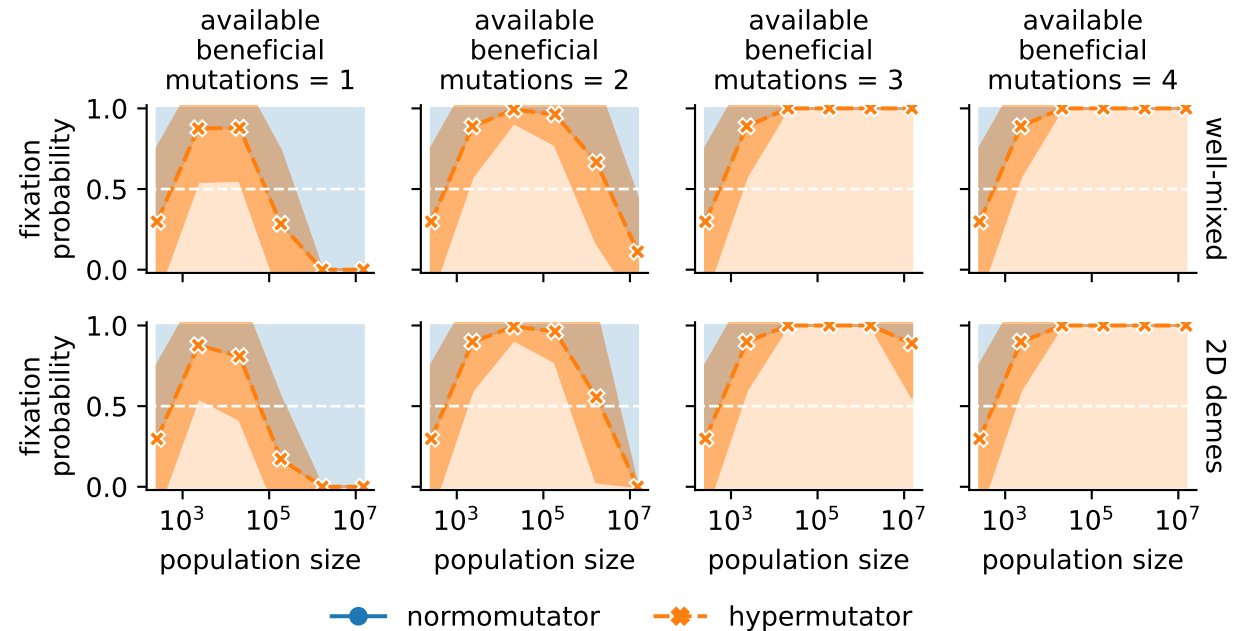 available
beneficial
mutations = 1
available
beneficial
mutations = 2
available
beneficial
mutations = 3
available
beneficial
mutations = 4
fixation
probability
1.0
0.5
0.0
well-mixed
fixation
probability
1.0
0.5
0.0
2D demes
10³ 10⁵ 10⁷
10³ 10⁵ 10⁷
10³ 10⁵ 10⁷
10³ 10⁵ 10⁷
population size
population size
population size
population size
normomutator
hypermutator